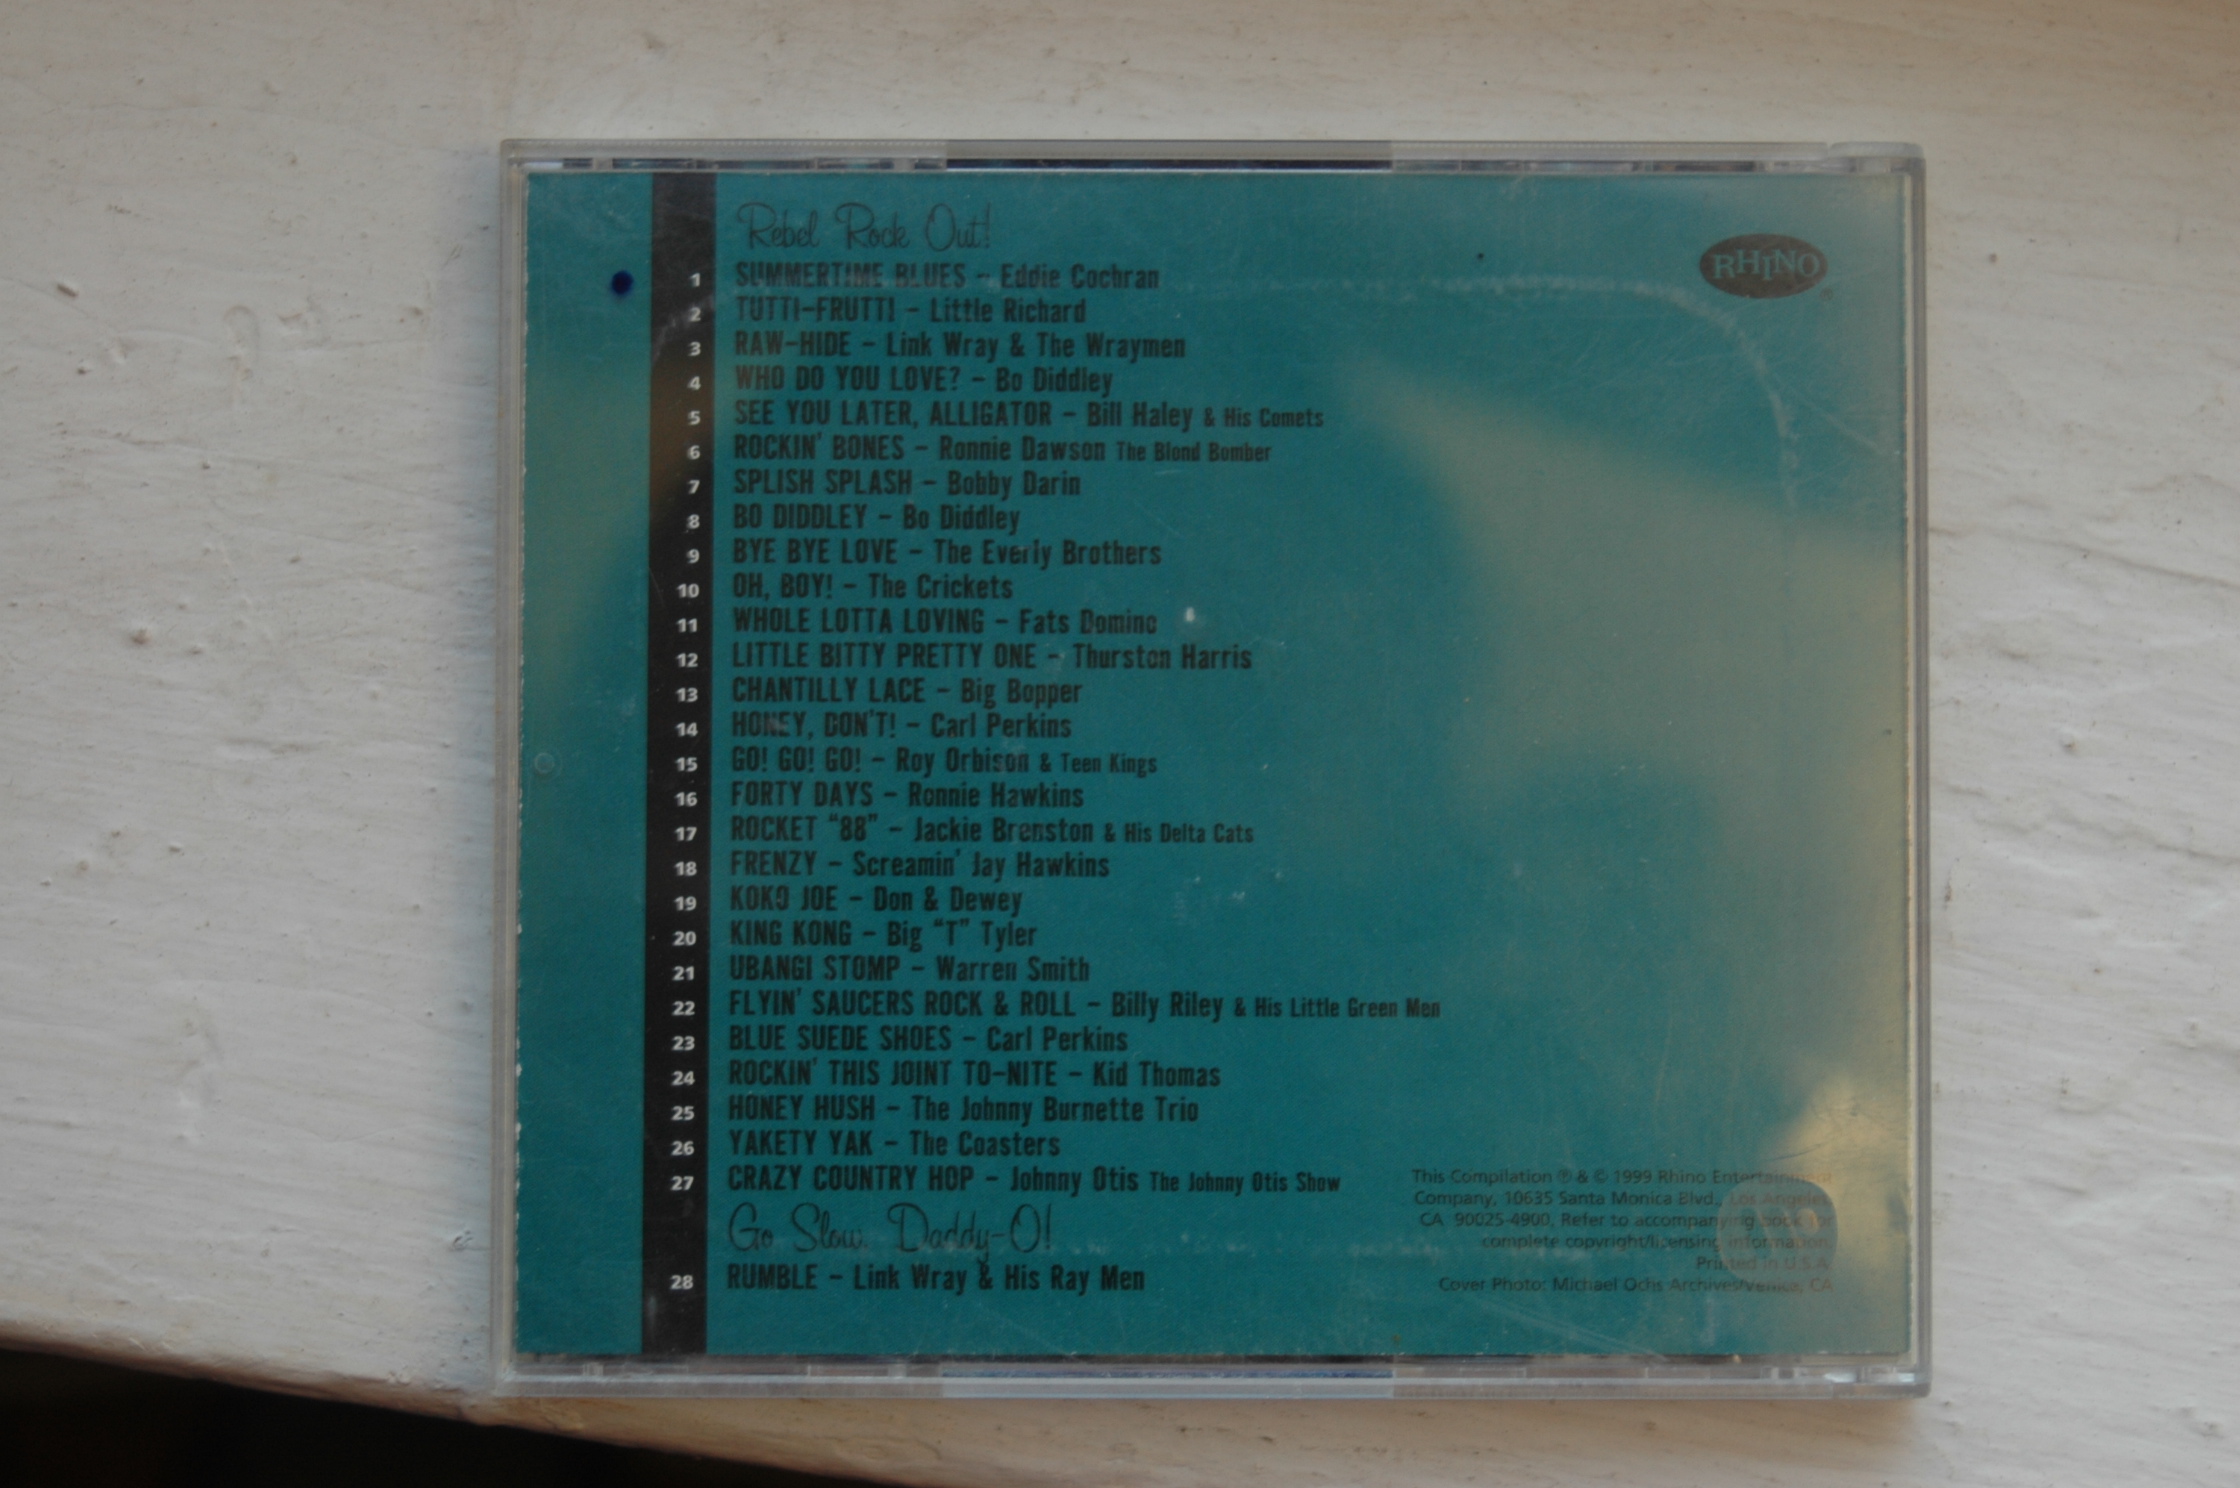 Rebel Rock Out!
RHINO
1 SUMMERTIME BLUES – Eddie Cochran
2 TUTTI-FRUTTI – Little Richard
3 RAW-HIDE – Link Wray & The Wraymen
4 WHO DO YOU LOVE? – Bo Diddley
5 SEE YOU LATER, ALLIGATOR – Bill Haley & His Comets
6 ROCKIN' BONES – Ronnie Dawson The Blond Bomber
7 SPLISH SPLASH – Bobby Darin
8 BO DIDDLEY – Bo Diddley
9 BYE BYE LOVE – The Everly Brothers
10 OH, BOY! – The Crickets
11 WHOLE LOTTA LOVING – Fats Domino
12 LITTLE BITTY PRETTY ONE – Thurston Harris
13 CHANTILLY LACE – Big Bopper
14 HONEY, DON'T! – Carl Perkins
15 GO! GO! GO! – Roy Orbison & Teen Kings
16 FORTY DAYS – Ronnie Hawkins
17 ROCKET "88" – Jackie Brenston & His Delta Cats
18 FRENZY – Screamin' Jay Hawkins
19 KOKO JOE – Don & Dewey
20 KING KONG – Big "T" Tyler
21 UBANGI STOMP – Warren Smith
22 FLYIN' SAUCERS ROCK & ROLL – Billy Riley & His Little Green Men
23 BLUE SUEDE SHOES – Carl Perkins
24 ROCKIN' THIS JOINT TO-NITE – Kid Thomas
25 HONEY HUSH – The Johnny Burnette Trio
26 YAKETY YAK – The Coasters
27 CRAZY COUNTRY HOP – Johnny Otis The Johnny Otis Show
Go Slow, Daddy-O!
28 RUMBLE – Link Wray & His Ray Men
This Compilation ℗ & © 1999 Rhino Entertainment
Company, 10635 Santa Monica Blvd., Los Angeles,
CA 90025-4900, Refer to accompanying book for
complete copyright/licensing information.
Printed in U.S.A.
Cover Photo: Michael Ochs Archives/Venice, CA